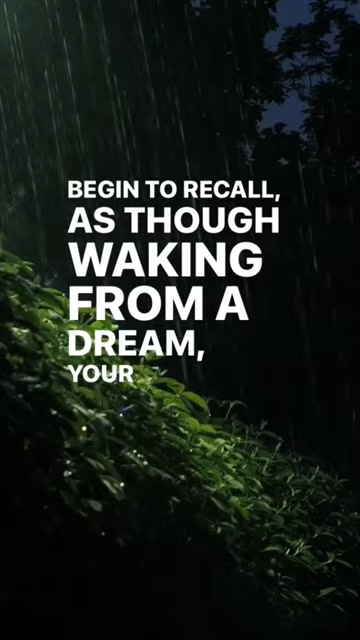 BEGIN TO RECALL,
AS THOUGH
WAKING
FROM A
DREAM,
YOUR